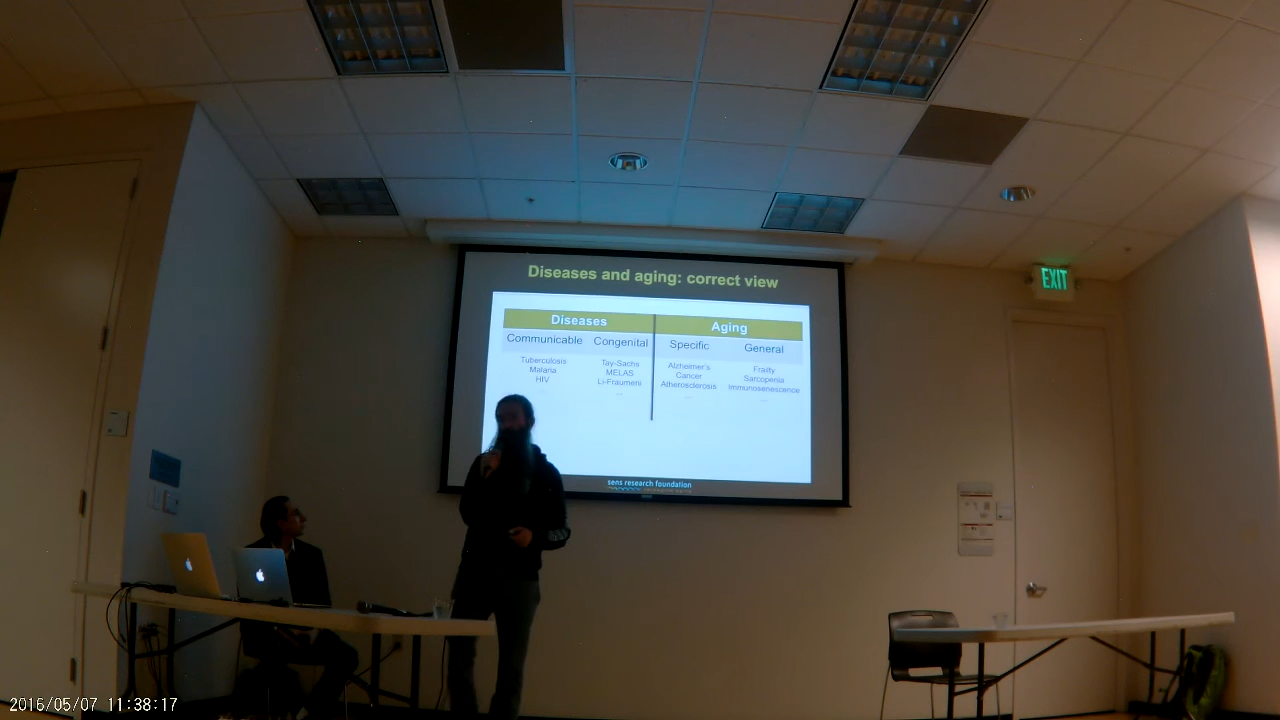 Diseases and aging: correct view
Diseases
Aging
Communicable
Congenital
Specific
General
Tuberculosis
Malaria
HIV
Tay-Sachs
MELAS
Li-Fraumeni
...
Alzheimer's
Cancer
Atherosclerosis
...
Frailty
Sarcopenia
Immunosenescence
...
sens research foundation
EXIT
2016/05/07 11:38:17